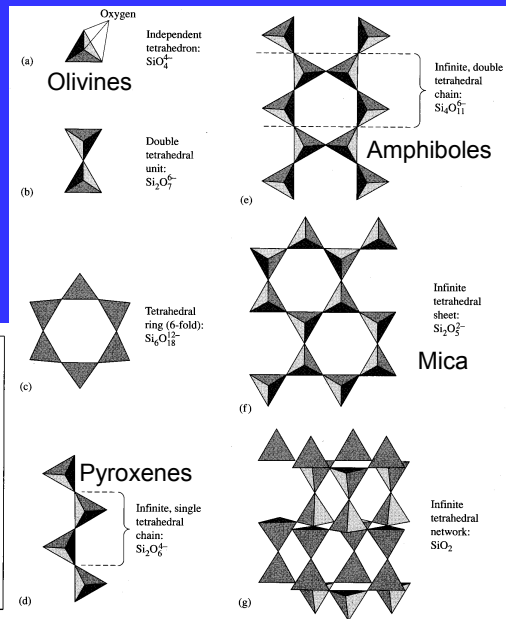 Oxygen
Independent
tetrahedron:
SiO₄⁴⁻
(a)
Olivines
Double
tetrahedral
unit:
Si₂O₇⁶⁻
(b)
Tetrahedral
ring (6-fold):
Si₆O₁₈¹²⁻
(c)
Pyroxenes
Infinite, single
tetrahedral
chain:
Si₂O₆⁴⁻
(d)
Infinite, double
tetrahedral
chain:
Si₄O₁₁⁶⁻
Amphiboles
(e)
Infinite
tetrahedral
sheet:
Si₂O₅²⁻
Mica
(f)
Infinite
tetrahedral
network:
SiO₂
(g)